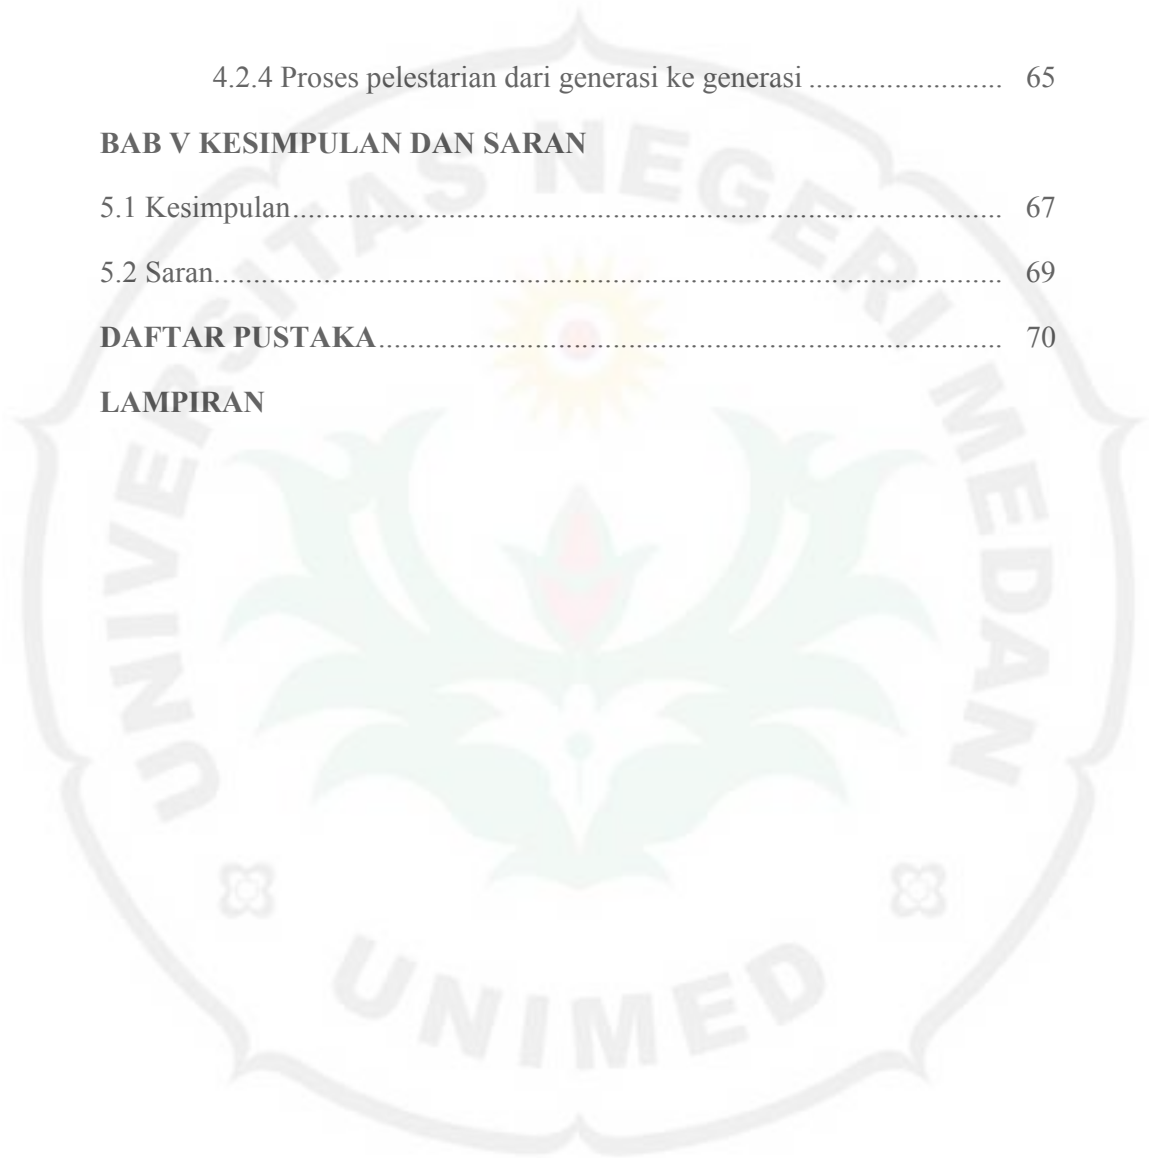 4.2.4 Proses pelestarian dari generasi ke generasi ........................ 65
BAB V KESIMPULAN DAN SARAN
5.1 Kesimpulan............................................................................. 67
5.2 Saran....................................................................................... 69
DAFTAR PUSTAKA.................................................................... 70
LAMPIRAN
UNIVERSITAS NEGERI MEDAN
UNIMED